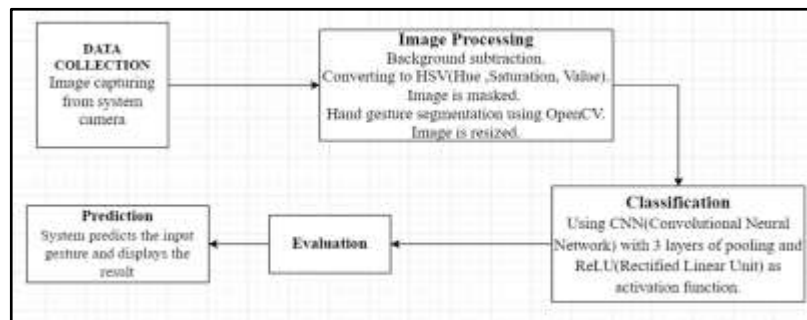 DATA
COLLECTION
Image capturing
from system
camera
Image Processing
Background subtraction.
Converting to HSV(Hue ,Saturation, Value).
Image is masked.
Hand gesture segmentation using OpenCV.
Image is resized.
Classification
Using CNN(Convolutional Neural
Network) with 3 layers of pooling and
ReLU(Rectified Linear Unit) as
activation function.
Evaluation
Prediction
System predicts the input
gesture and displays the
result